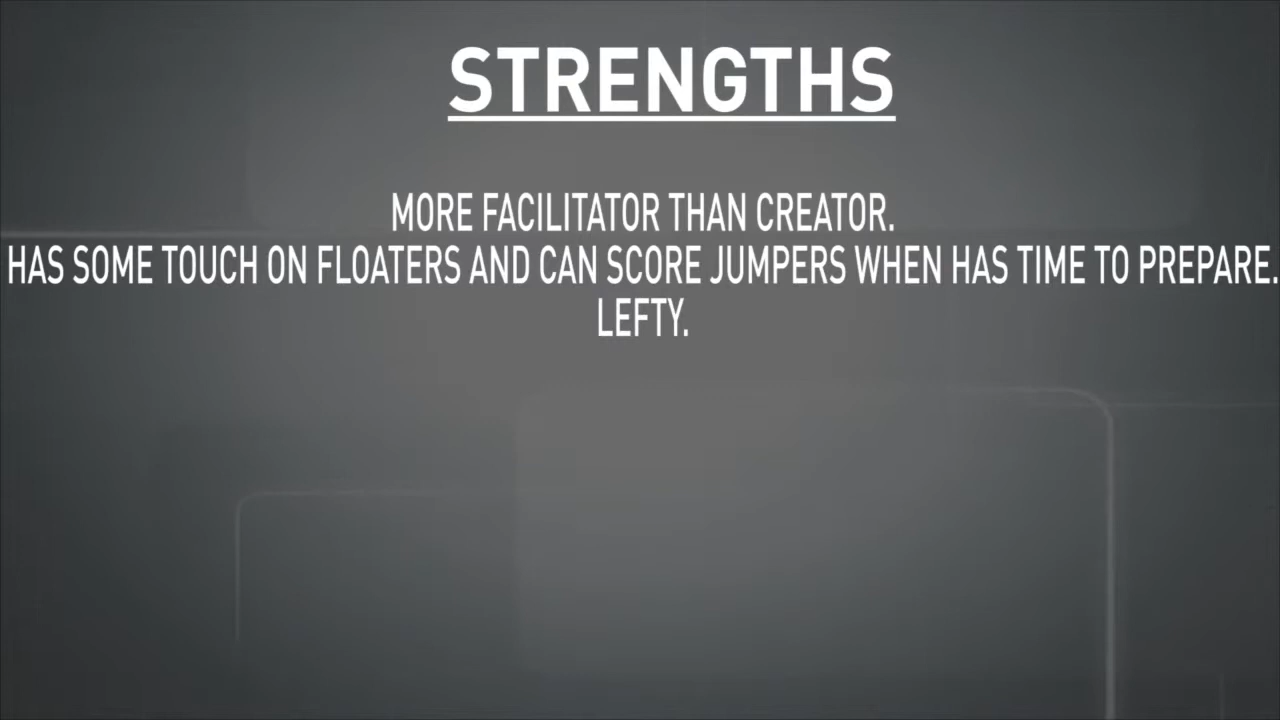 STRENGTHS
MORE FACILITATOR THAN CREATOR.
HAS SOME TOUCH ON FLOATERS AND CAN SCORE JUMPERS WHEN HAS TIME TO PREPARE.
LEFTY.